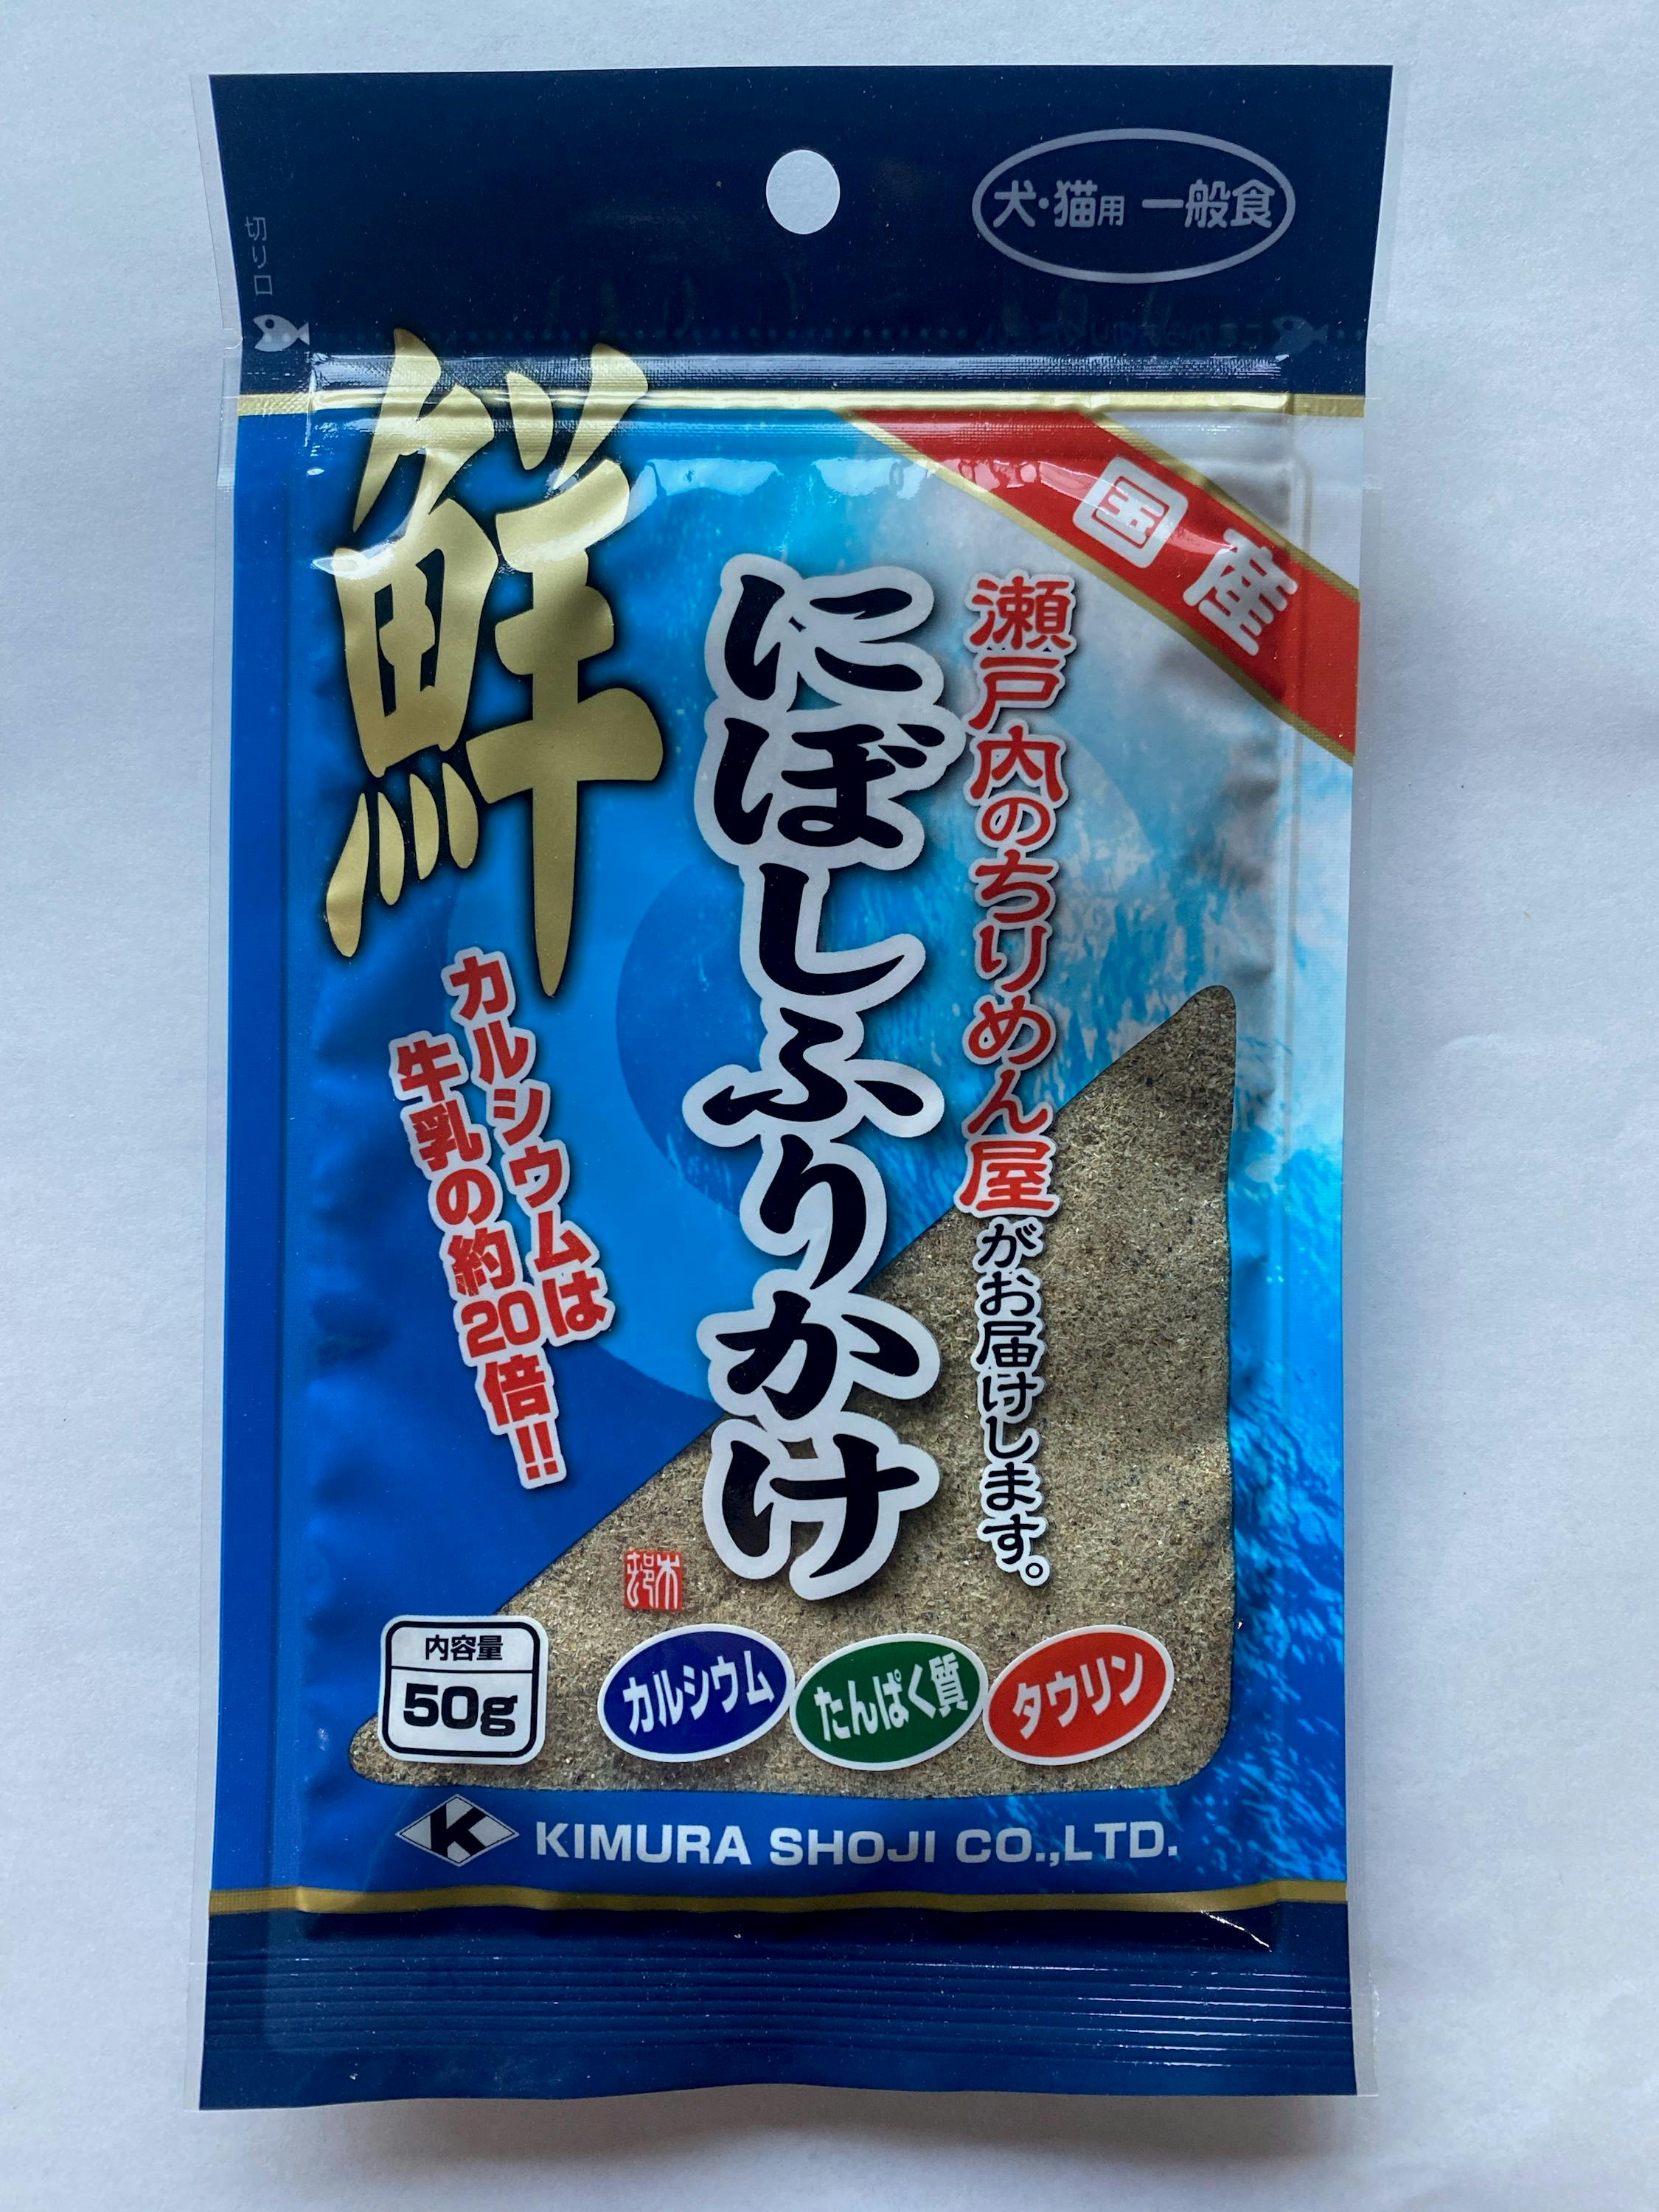 犬・猫用 一般食
切り口
国産
鮮
瀬戸内のちりめん屋がお届けします。
にぼしふりかけ
カルシウムは
牛乳の約20倍!!
内容量
50g
カルシウム
たんぱく質
タウリン
K
KIMURA SHOJI CO.,LTD.